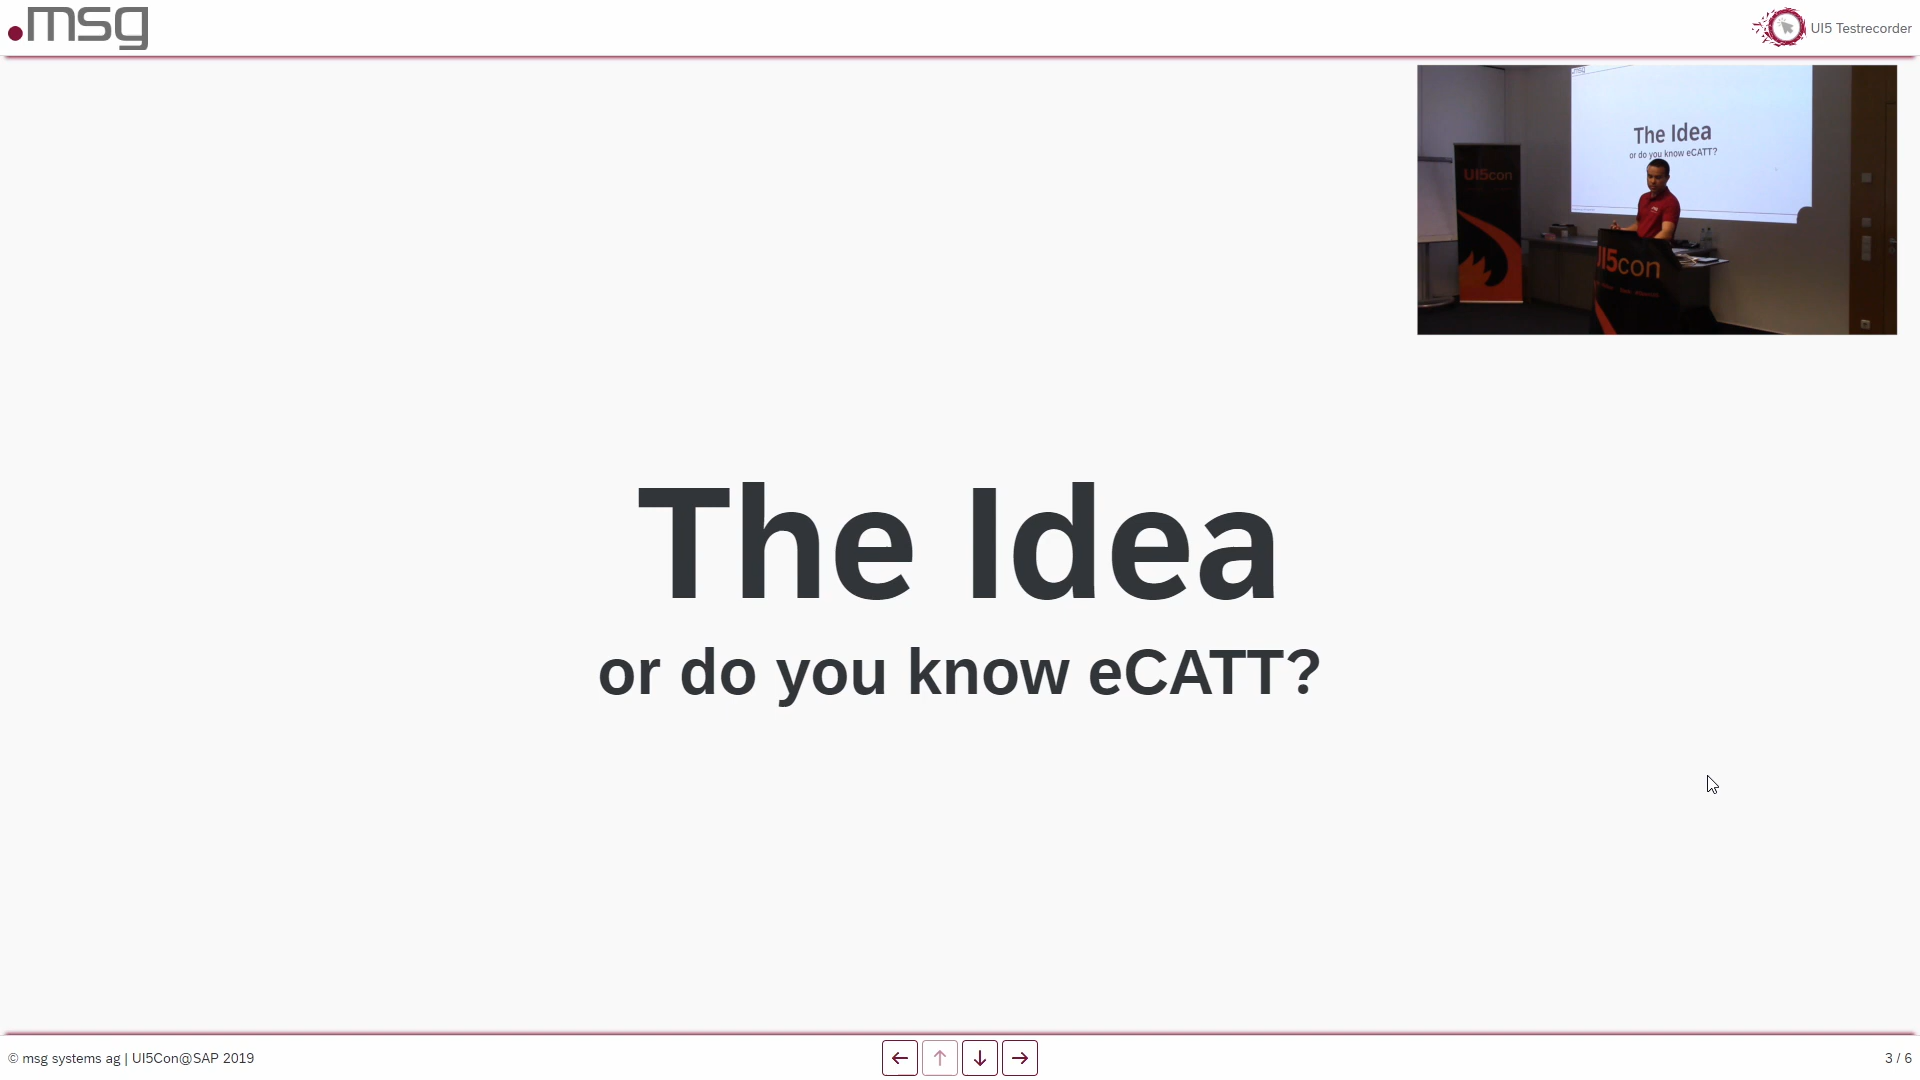 .msg
UI5 Testrecorder
The Idea
or do you know eCATT?
UI5con
UI5con
The Idea
or do you know eCATT?
© msg systems ag | UI5Con@SAP 2019
3 / 6